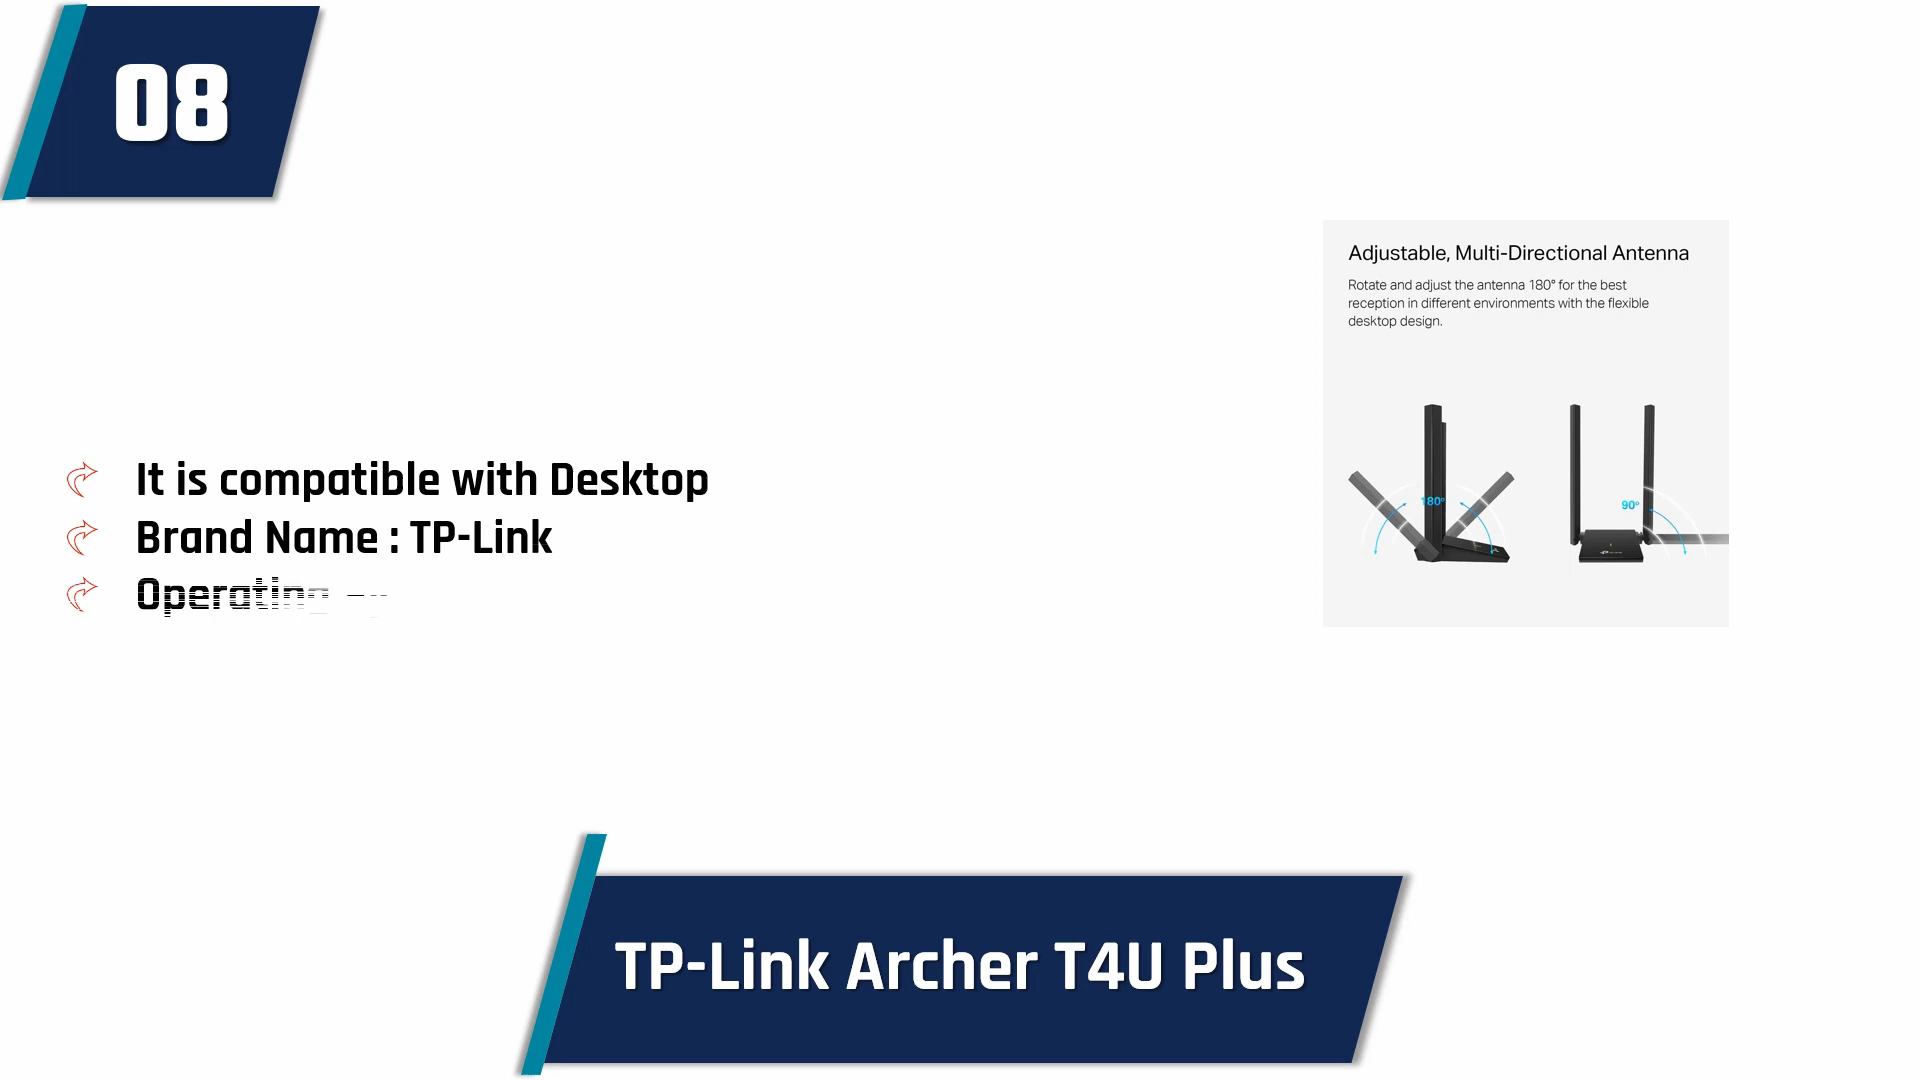 08
Adjustable, Multi-Directional Antenna
Rotate and adjust the antenna 180° for the best
reception in different environments with the flexible
desktop design.
180°
90°
It is compatible with Desktop
Brand Name : TP-Link
Operating
TP-Link Archer T4U Plus